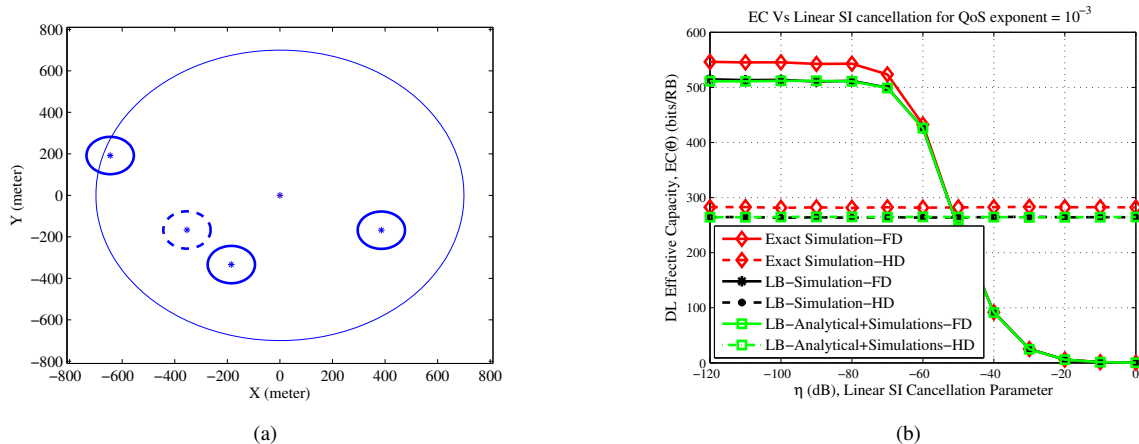 800
600
400
200
0
−200
−400
−600
−800
Y (meter)
−800 −600 −400 −200 0 200 400 600 800
X (meter)
(a)
EC Vs Linear SI cancellation for QoS exponent = 10⁻³
600
500
400
300
200
100
0
DL Effective Capacity, EC(θ) (bits/RB)
Exact Simulation−FD
Exact Simulation−HD
LB−Simulation−FD
LB−Simulation−HD
LB−Analytical+Simulations−FD
LB−Analytical+Simulations−HD
−120 −100 −80 −60 −40 −20 0
η (dB), Linear SI Cancellation Parameter
(b)